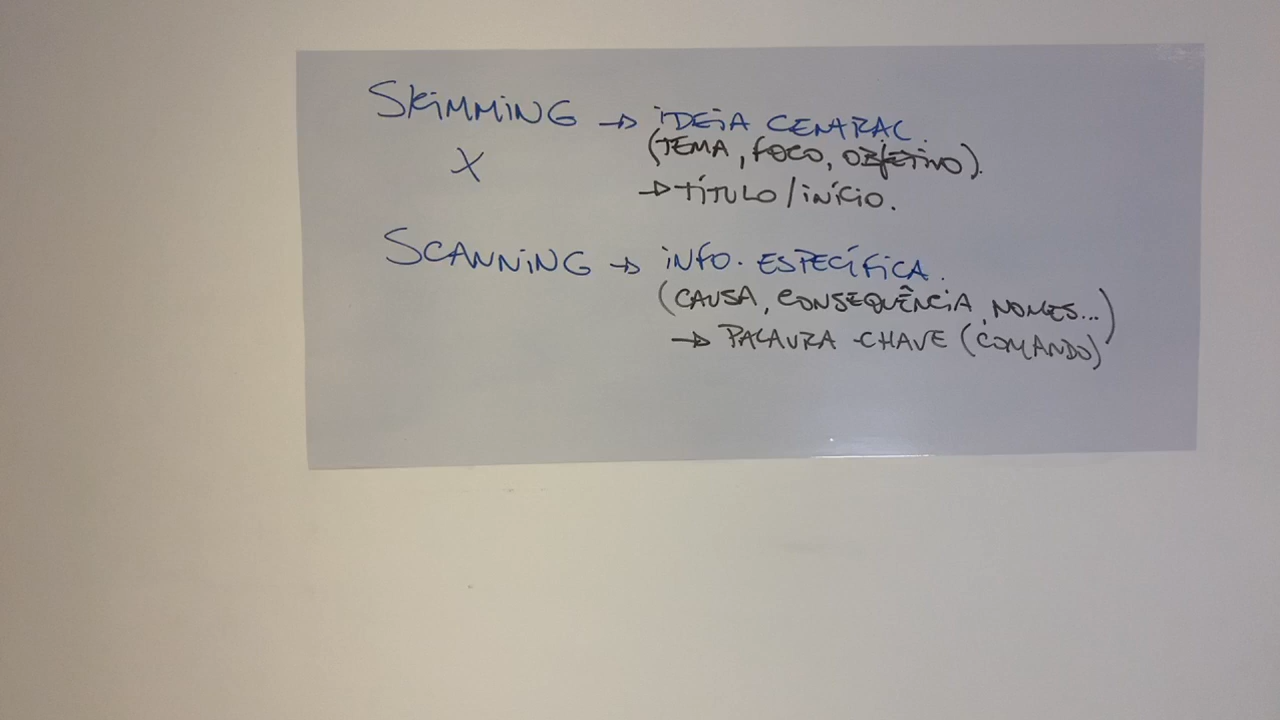 SKiMMiNG → iDEiA CENTRAL.
(TEMA, FOCO, OBJETIVO).
X
→ TÍTULO/iNÍCiO.
SCANNiNG → iNFO. ESPECÍFiCA.
(CAUSA, CONSEQUÊNCiA, NOMES...)
→ PALAVRA CHAVE (COMANDO)